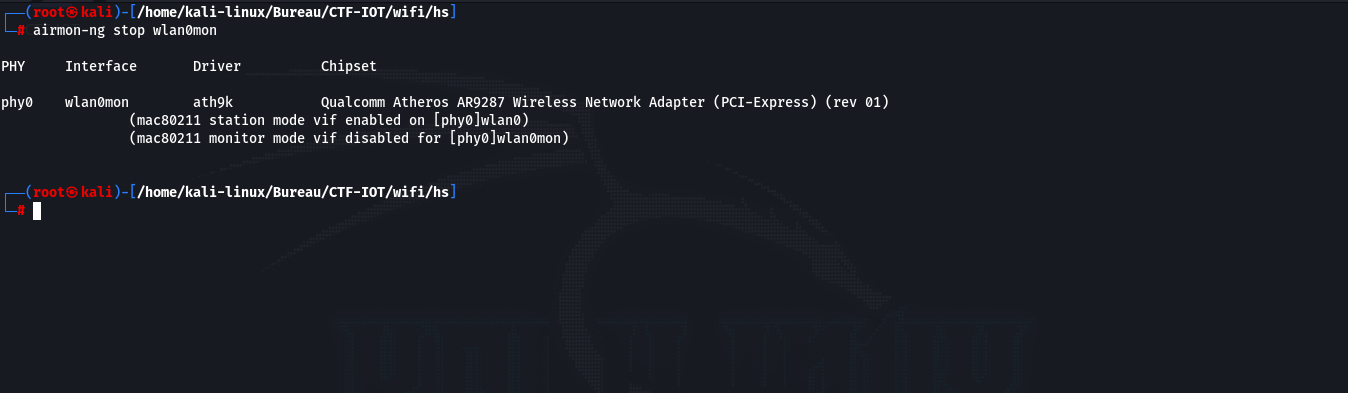 ┌──(root㉿kali)-[/home/kali-linux/Bureau/CTF-IOT/wifi/hs]
└─# airmon-ng stop wlan0mon
PHY     Interface       Driver          Chipset
phy0    wlan0mon        ath9k           Qualcomm Atheros AR9287 Wireless Network Adapter (PCI-Express) (rev 01)
                (mac80211 station mode vif enabled on [phy0]wlan0)
                (mac80211 monitor mode vif disabled for [phy0]wlan0mon)
┌──(root㉿kali)-[/home/kali-linux/Bureau/CTF-IOT/wifi/hs]
└─#